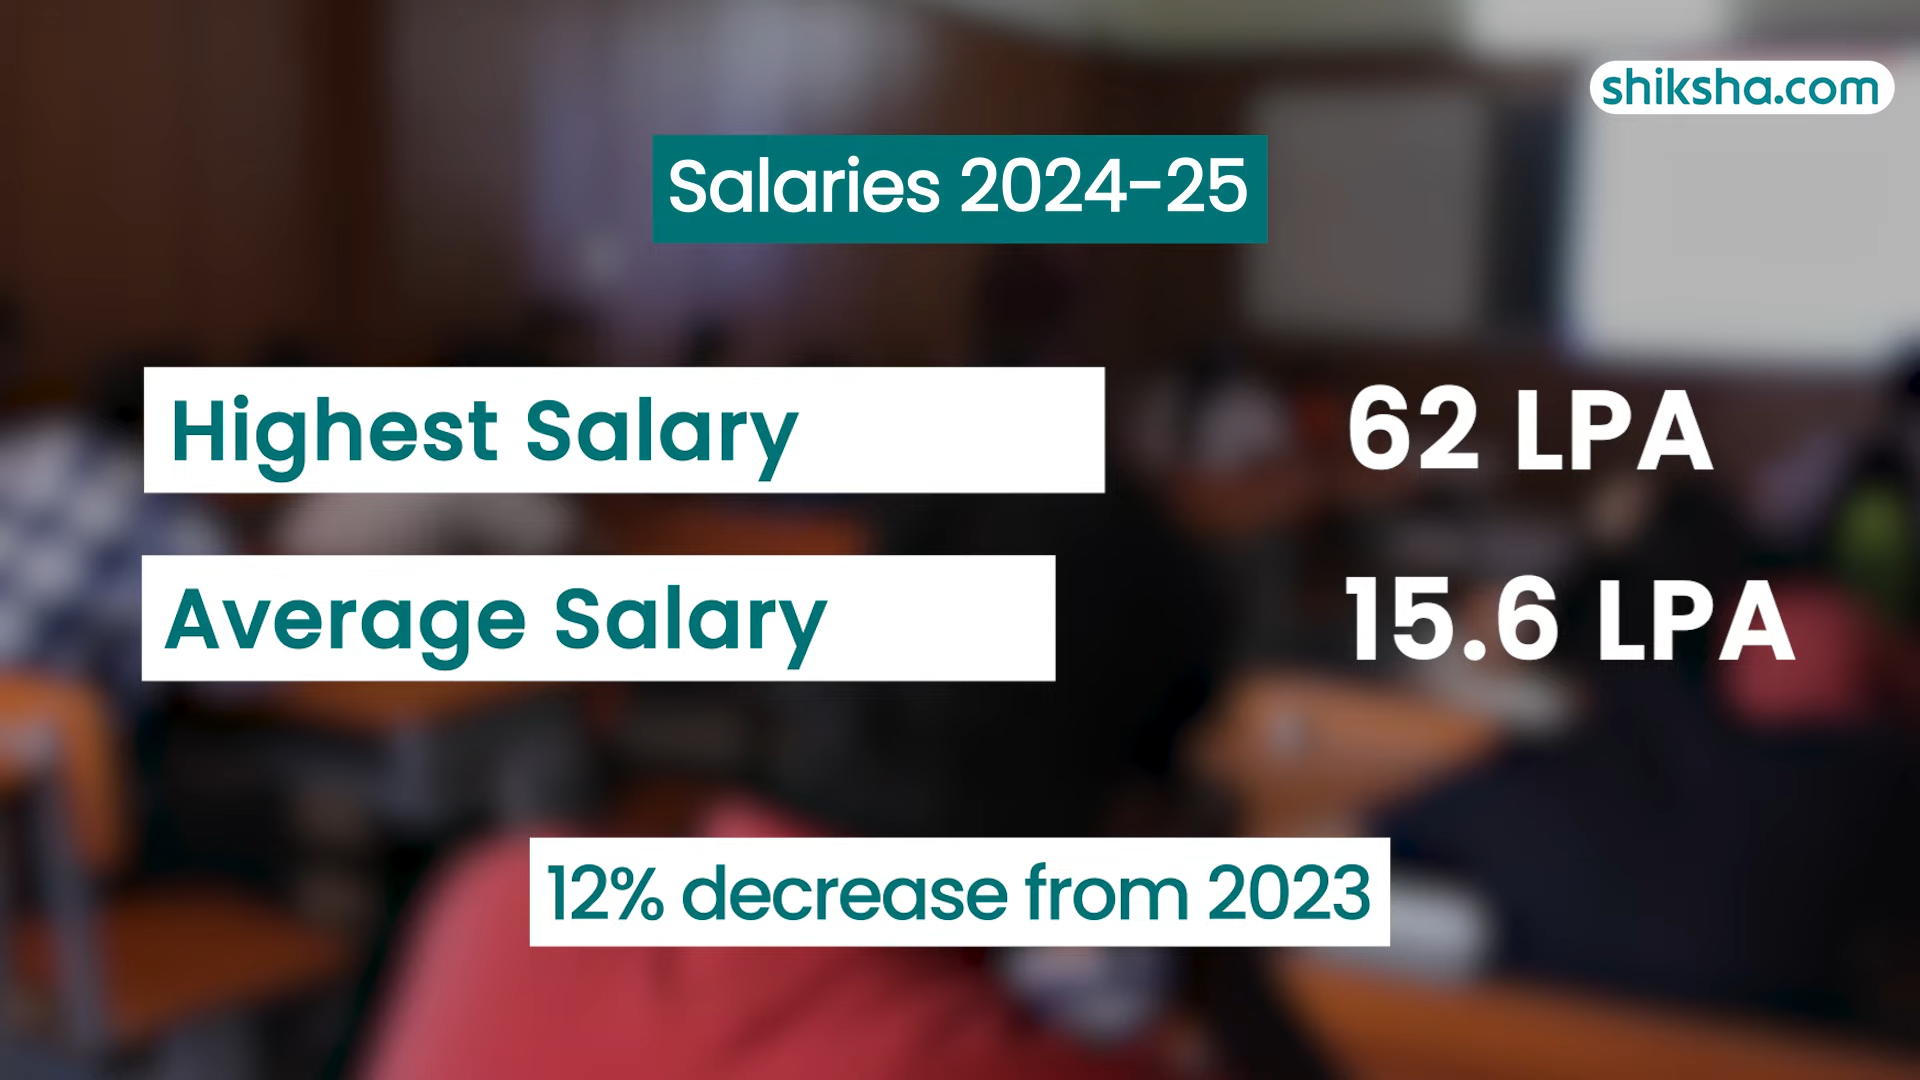 shiksha.com
Salaries 2024-25
Highest Salary 62 LPA
Average Salary 15.6 LPA
12% decrease from 2023